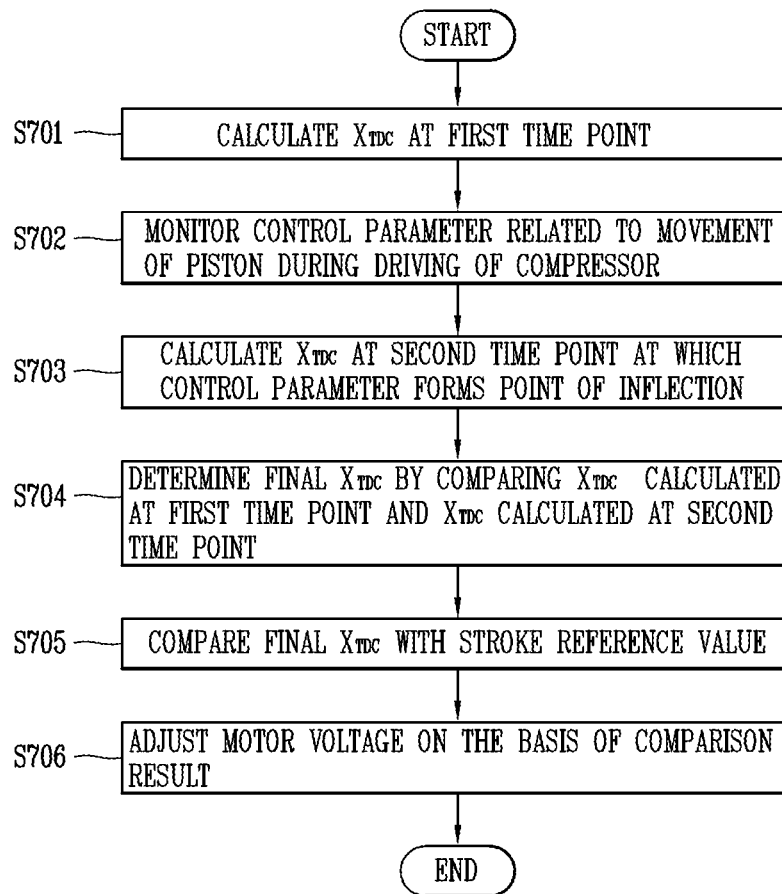 START
S701
CALCULATE XTDC AT FIRST TIME POINT
S702
MONITOR CONTROL PARAMETER RELATED TO MOVEMENT
OF PISTON DURING DRIVING OF COMPRESSOR
S703
CALCULATE XTDC AT SECOND TIME POINT AT WHICH
CONTROL PARAMETER FORMS POINT OF INFLECTION
S704
DETERMINE FINAL XTDC BY COMPARING XTDC CALCULATED
AT FIRST TIME POINT AND XTDC CALCULATED AT SECOND
TIME POINT
S705
COMPARE FINAL XTDC WITH STROKE REFERENCE VALUE
S706
ADJUST MOTOR VOLTAGE ON THE BASIS OF COMPARISON
RESULT
END